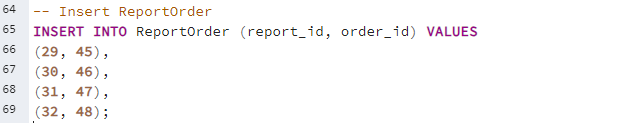 64 -- Insert ReportOrder
65 INSERT INTO ReportOrder (report_id, order_id) VALUES
66 (29, 45),
67 (30, 46),
68 (31, 47),
69 (32, 48);